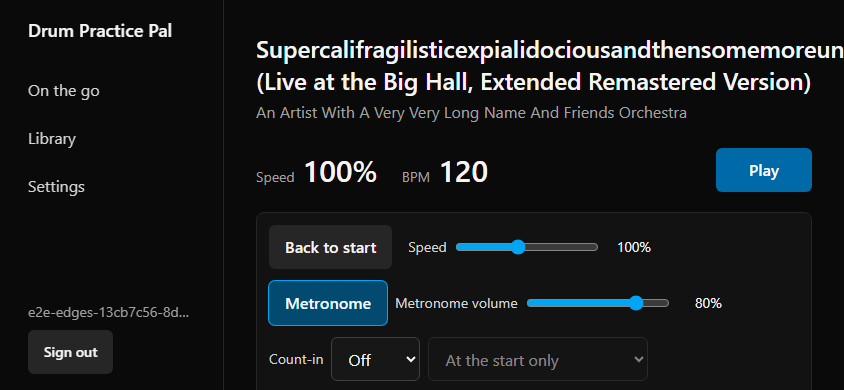 Drum Practice Pal
On the go
Library
Settings
e2e-edges-13cb7c56-8d...
Sign out
Supercalifragilisticexpialidociousandthensomemoreun
(Live at the Big Hall, Extended Remastered Version)
An Artist With A Very Very Long Name And Friends Orchestra
Speed 100% BPM 120 Play
Back to start Speed 100%
Metronome Metronome volume 80%
Count-in Off At the start only